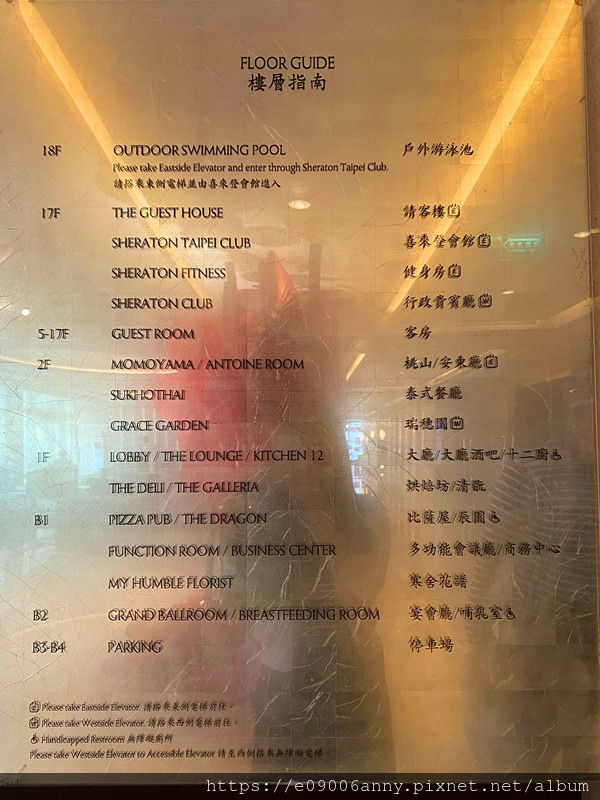 FLOOR GUIDE
樓層指南
18F OUTDOOR SWIMMING POOL 戶外游泳池
Please take Eastside Elevator and enter through Sheraton Taipei Club.
請搭乘東側電梯並由喜來登會館進入
17F THE GUEST HOUSE 請客樓 E
SHERATON TAIPEI CLUB 喜來登會館 E
SHERATON FITNESS 健身房 E
SHERATON CLUB 行政貴賓廳 W
5-17F GUEST ROOM 客房
2F MOMOYAMA / ANTOINE ROOM 桃山/安東廳 E
SUKHOTHAI 泰式餐廳
GRACE GARDEN 瑞穗園 W
1F LOBBY / THE LOUNGE / KITCHEN 12 大廳/大廳酒吧/十二廚
THE DELI / THE GALLERIA 烘焙坊/清翫
B1 PIZZA PUB / THE DRAGON 比薩屋/辰園
FUNCTION ROOM / BUSINESS CENTER 多功能會議廳/商務中心
MY HUMBLE FLORIST 寒舍花譜
B2 GRAND BALLROOM / BREASTFEEDING ROOM 宴會廳/哺乳室
B3-B4 PARKING 停車場
E Please take Eastside Elevator. 請搭乘東側電梯前往。
W Please take Westside Elevator. 請搭乘西側電梯前往。
Handicapped Restroom 無障礙廁所
Please take Westside Elevator to Accessible Elevator 請至西側搭乘無障礙電梯。
https://e09006anny.pixnet.net/album